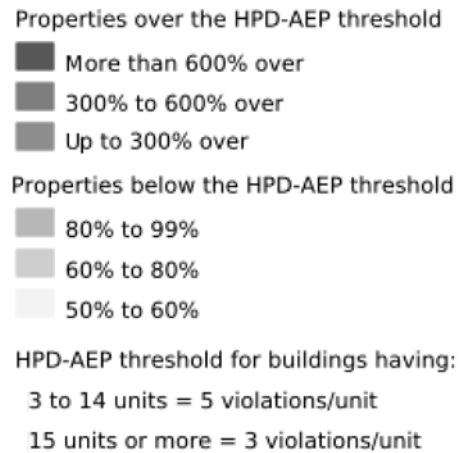 Properties over the HPD-AEP threshold
More than 600% over
300% to 600% over
Up to 300% over
Properties below the HPD-AEP threshold
80% to 99%
60% to 80%
50% to 60%
HPD-AEP threshold for buildings having:
3 to 14 units = 5 violations/unit
15 units or more = 3 violations/unit